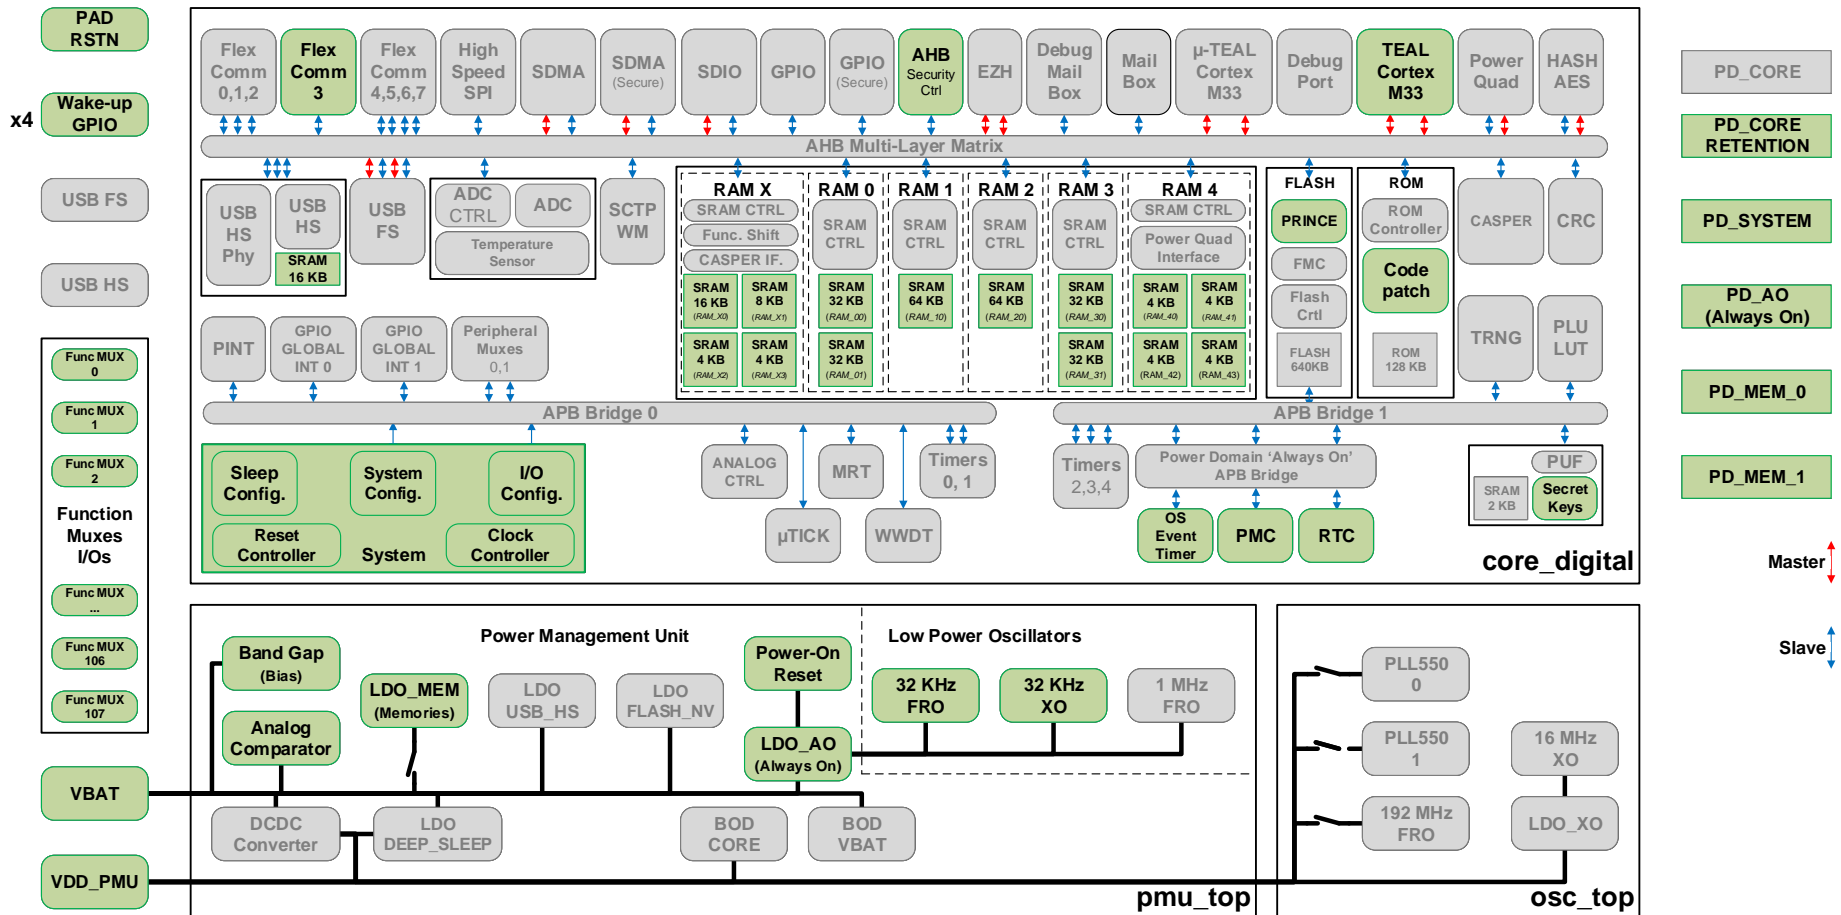 PAD
RSTN
x4
Wake-up
GPIO
USB FS
USB HS
Func MUX
0
Func MUX
1
Func MUX
2
Function
Muxes
I/Os
Func MUX
...
Func MUX
106
Func MUX
107
VBAT
VDD_PMU
Flex
Comm
0,1,2
Flex
Comm
3
Flex
Comm
4,5,6,7
High
Speed
SPI
SDMA
SDMA
(Secure)
SDIO
GPIO
GPIO
(Secure)
AHB
Security
Ctrl
EZH
Debug
Mail
Box
Mail
Box
µ-TEAL
Cortex
M33
Debug
Port
TEAL
Cortex
M33
Power
Quad
HASH
AES
AHB Multi-Layer Matrix
USB
HS
Phy
USB
HS
SRAM
16 KB
USB
FS
ADC
CTRL
ADC
Temperature
Sensor
SCTP
WM
RAM X
SRAM CTRL
Func. Shift
CASPER IF.
SRAM
16 KB
(RAM_X0)
SRAM
8 KB
(RAM_X1)
SRAM
4 KB
(RAM_X2)
SRAM
4 KB
(RAM_X3)
RAM 0
SRAM
CTRL
SRAM
32 KB
(RAM_00)
SRAM
32 KB
(RAM_01)
RAM 1
SRAM
CTRL
SRAM
64 KB
(RAM_10)
RAM 2
SRAM
CTRL
SRAM
64 KB
(RAM_20)
RAM 3
SRAM
CTRL
SRAM
32 KB
(RAM_30)
SRAM
32 KB
(RAM_31)
RAM 4
SRAM CTRL
Power Quad
Interface
SRAM
4 KB
(RAM_40)
SRAM
4 KB
(RAM_41)
SRAM
4 KB
(RAM_42)
SRAM
4 KB
(RAM_43)
FLASH
PRINCE
FMC
Flash
Crtl
FLASH
640KB
ROM
ROM
Controller
Code
patch
ROM
128 KB
CASPER
CRC
TRNG
PLU
LUT
PINT
GPIO
GLOBAL
INT 0
GPIO
GLOBAL
INT 1
Peripheral
Muxes
0,1
APB Bridge 0
APB Bridge 1
Sleep
Config.
System
Config.
I/O
Config.
Reset
Controller
System
Clock
Controller
ANALOG
CTRL
µTICK
MRT
WWDT
Timers
0, 1
Timers
2,3,4
Power Domain ‘Always On’
APB Bridge
OS
Event
Timer
PMC
RTC
PUF
SRAM
2 KB
Secret
Keys
core_digital
Power Management Unit
Band Gap
(Bias)
Analog
Comparator
LDO_MEM
(Memories)
LDO
USB_HS
LDO
FLASH_NV
Power-On
Reset
LDO_AO
(Always On)
Low Power Oscillators
32 KHz
FRO
32 KHz
XO
1 MHz
FRO
DCDC
Converter
LDO
DEEP_SLEEP
BOD
CORE
BOD
VBAT
pmu_top
PLL550
0
PLL550
1
192 MHz
FRO
16 MHz
XO
LDO_XO
osc_top
PD_CORE
PD_CORE
RETENTION
PD_SYSTEM
PD_AO
(Always On)
PD_MEM_0
PD_MEM_1
Master
Slave